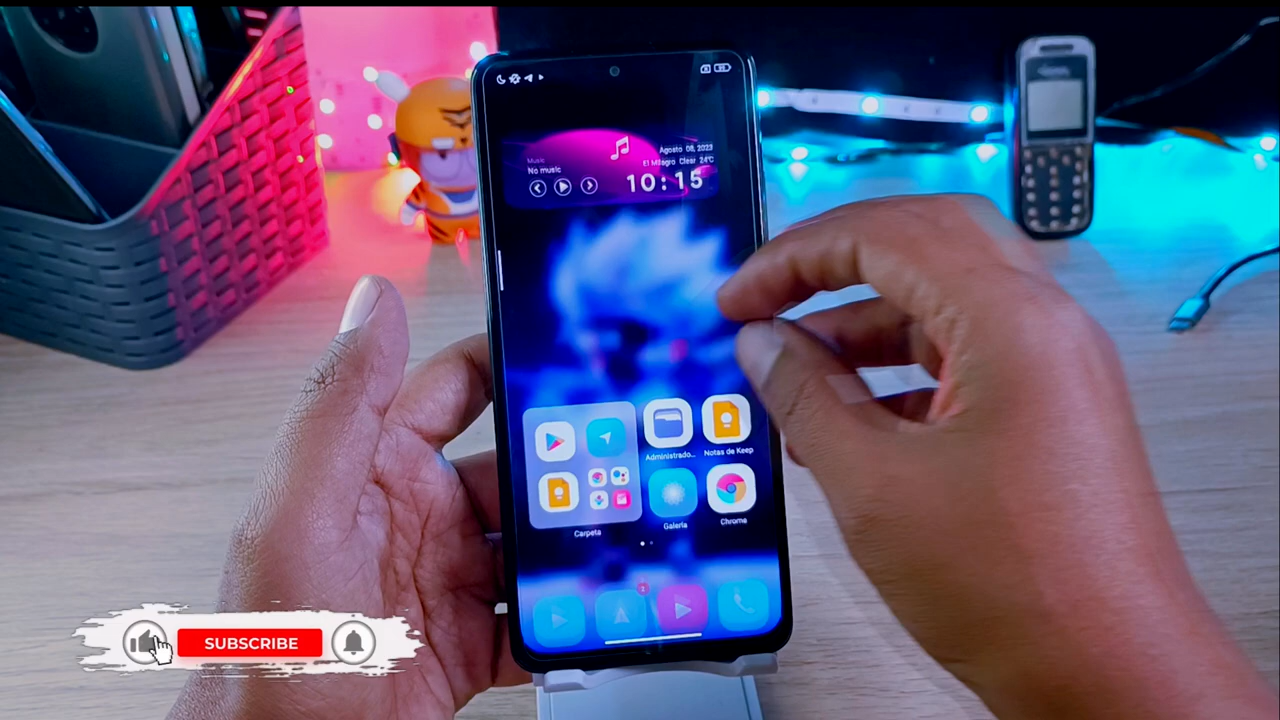 Agosto 08, 2023
Music
El Milagro Clear 24°C
No music
10:15
Administrado...
Notas de Keep
Carpeta
Galería
Chrome
SUBSCRIBE